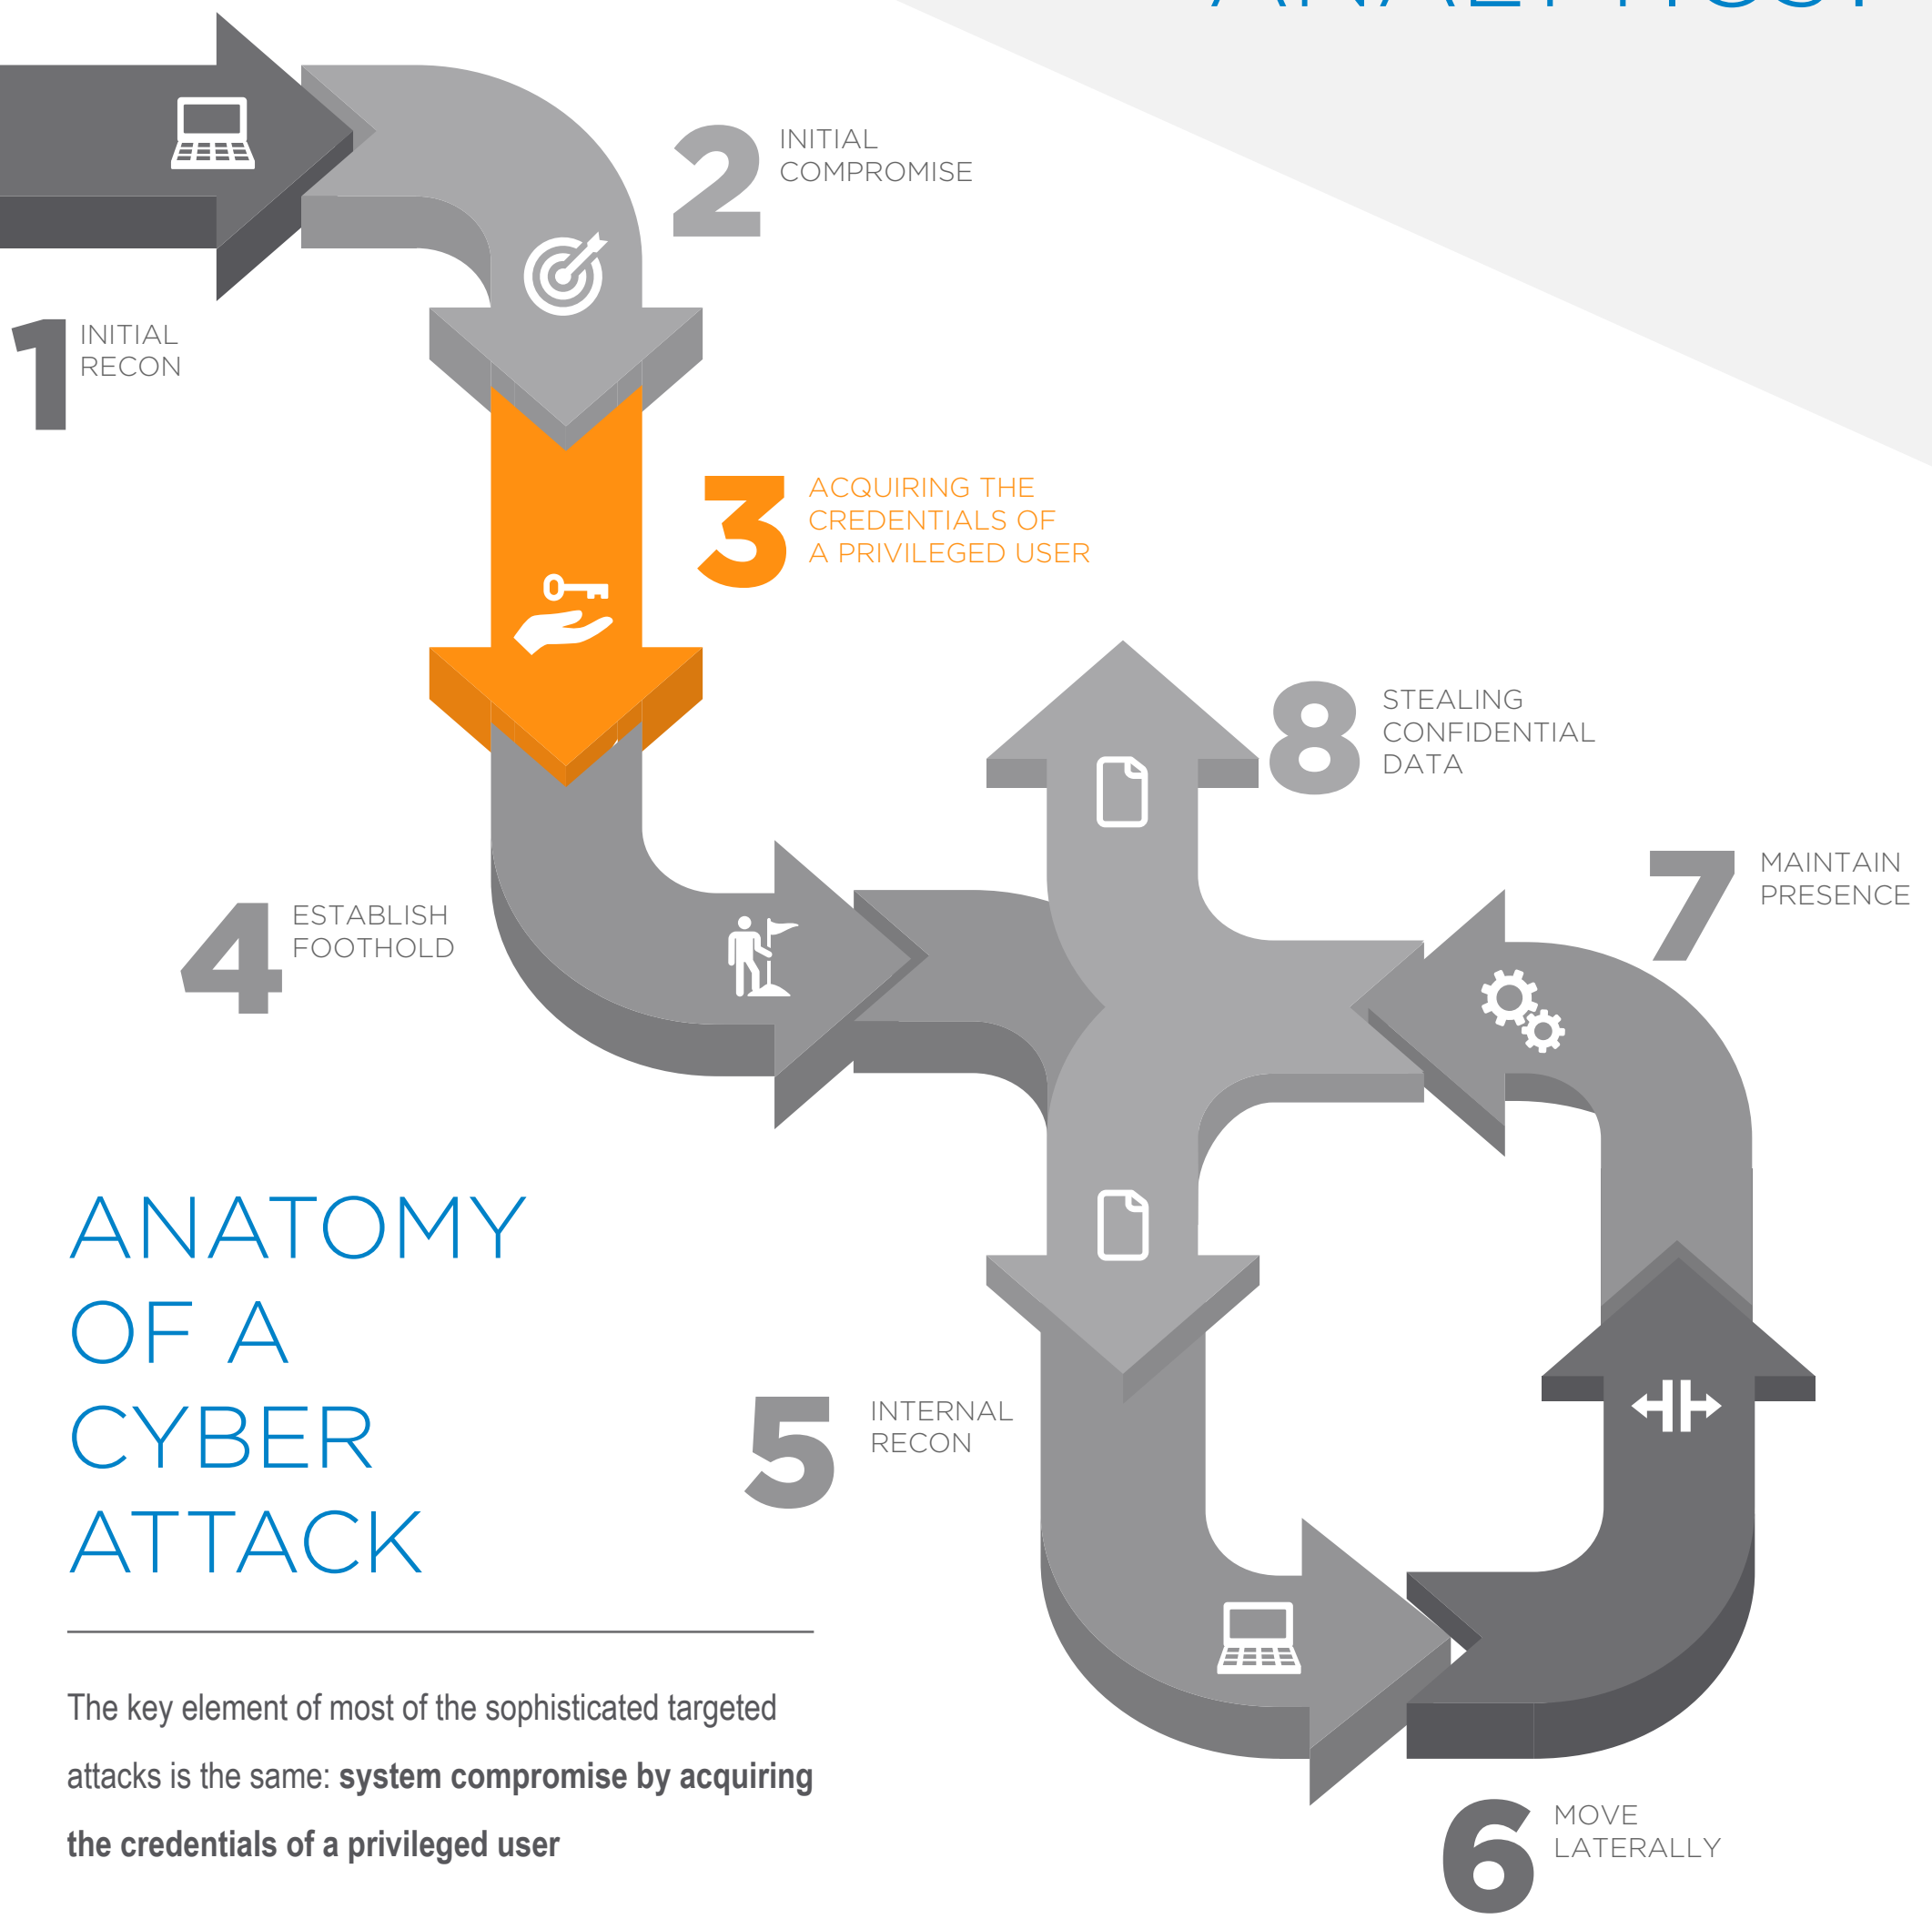 1 INITIAL
RECON
2 INITIAL
COMPROMISE
3 ACQUIRING THE
CREDENTIALS OF
A PRIVILEGED USER
4 ESTABLISH
FOOTHOLD
8 STEALING
CONFIDENTIAL
DATA
7 MAINTAIN
PRESENCE
5 INTERNAL
RECON
6 MOVE
LATERALLY
ANATOMY
OF A
CYBER
ATTACK
The key element of most of the sophisticated targeted
attacks is the same: system compromise by acquiring
the credentials of a privileged user